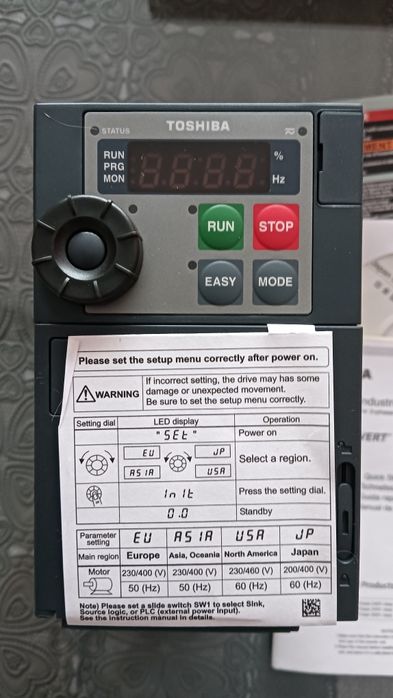 STATUS
TOSHIBA
RUN
PRG
MON
%
Hz
RUN
STOP
EASY
MODE
Please set the setup menu correctly after power on.
WARNING
If incorrect setting, the drive may has some
damage or unexpected movement.
Be sure to set the setup menu correctly.
Setting dial LED display Operation
"SEt" Power on
EU JP
ASIA USA
Select a region.
InIt Press the setting dial.
0.0 Standby
Parameter
setting
EU ASIA USA JP
Main region Europe Asia, Oceania North America Japan
Motor 230/400 (V) 230/400 (V) 230/460 (V) 200/400 (V)
50 (Hz) 50 (Hz) 60 (Hz) 60 (Hz)
Note) Please set a slide switch SW1 to select Sink,
Source logic, or PLC (external power input).
See the instruction manual in details.